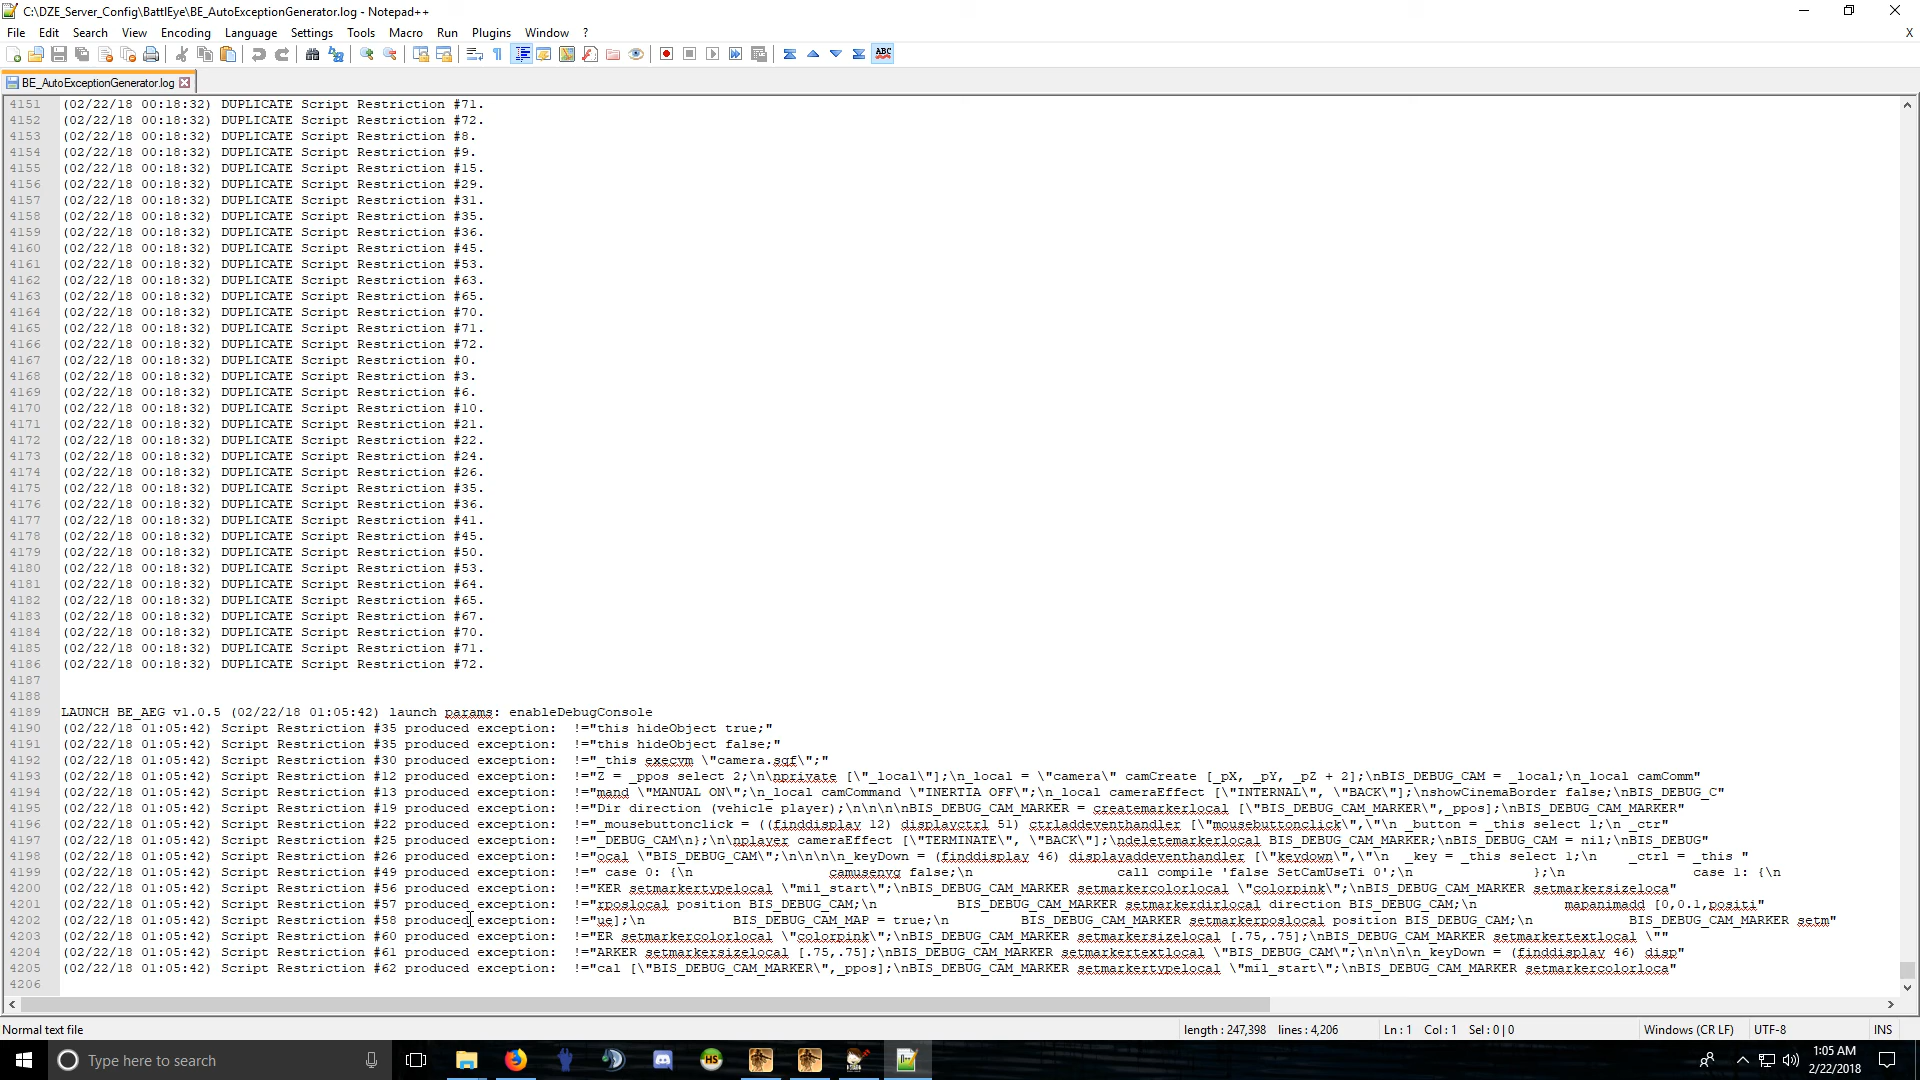 C:\DZE_Server_Config\BattlEye\BE_AutoExceptionGenerator.log - Notepad++
File Edit Search View Encoding Language Settings Tools Macro Run Plugins Window ? X
BE_AutoExceptionGenerator.log
4151 (02/22/18 00:18:32) DUPLICATE Script Restriction #71.
4152 (02/22/18 00:18:32) DUPLICATE Script Restriction #72.
4153 (02/22/18 00:18:32) DUPLICATE Script Restriction #8.
4154 (02/22/18 00:18:32) DUPLICATE Script Restriction #9.
4155 (02/22/18 00:18:32) DUPLICATE Script Restriction #15.
4156 (02/22/18 00:18:32) DUPLICATE Script Restriction #29.
4157 (02/22/18 00:18:32) DUPLICATE Script Restriction #31.
4158 (02/22/18 00:18:32) DUPLICATE Script Restriction #35.
4159 (02/22/18 00:18:32) DUPLICATE Script Restriction #36.
4160 (02/22/18 00:18:32) DUPLICATE Script Restriction #45.
4161 (02/22/18 00:18:32) DUPLICATE Script Restriction #53.
4162 (02/22/18 00:18:32) DUPLICATE Script Restriction #63.
4163 (02/22/18 00:18:32) DUPLICATE Script Restriction #65.
4164 (02/22/18 00:18:32) DUPLICATE Script Restriction #70.
4165 (02/22/18 00:18:32) DUPLICATE Script Restriction #71.
4166 (02/22/18 00:18:32) DUPLICATE Script Restriction #72.
4167 (02/22/18 00:18:32) DUPLICATE Script Restriction #0.
4168 (02/22/18 00:18:32) DUPLICATE Script Restriction #3.
4169 (02/22/18 00:18:32) DUPLICATE Script Restriction #6.
4170 (02/22/18 00:18:32) DUPLICATE Script Restriction #10.
4171 (02/22/18 00:18:32) DUPLICATE Script Restriction #21.
4172 (02/22/18 00:18:32) DUPLICATE Script Restriction #22.
4173 (02/22/18 00:18:32) DUPLICATE Script Restriction #24.
4174 (02/22/18 00:18:32) DUPLICATE Script Restriction #26.
4175 (02/22/18 00:18:32) DUPLICATE Script Restriction #35.
4176 (02/22/18 00:18:32) DUPLICATE Script Restriction #36.
4177 (02/22/18 00:18:32) DUPLICATE Script Restriction #41.
4178 (02/22/18 00:18:32) DUPLICATE Script Restriction #45.
4179 (02/22/18 00:18:32) DUPLICATE Script Restriction #50.
4180 (02/22/18 00:18:32) DUPLICATE Script Restriction #53.
4181 (02/22/18 00:18:32) DUPLICATE Script Restriction #64.
4182 (02/22/18 00:18:32) DUPLICATE Script Restriction #65.
4183 (02/22/18 00:18:32) DUPLICATE Script Restriction #67.
4184 (02/22/18 00:18:32) DUPLICATE Script Restriction #70.
4185 (02/22/18 00:18:32) DUPLICATE Script Restriction #71.
4186 (02/22/18 00:18:32) DUPLICATE Script Restriction #72.
4187
4188
4189 LAUNCH BE_AEG v1.0.5 (02/22/18 01:05:42) launch params: enableDebugConsole
4190 (02/22/18 01:05:42) Script Restriction #35 produced exception: !="this hideObject true;"
4191 (02/22/18 01:05:42) Script Restriction #35 produced exception: !="this hideObject false;"
4192 (02/22/18 01:05:42) Script Restriction #30 produced exception: !="_this execvm \"camera.sqf\";"
4193 (02/22/18 01:05:42) Script Restriction #12 produced exception: !="Z = _ppos select 2;\n\nprivate [\"_local\"];\n_local = \"camera\" camCreate [_pX, _pY, _pZ + 2];\nBIS_DEBUG_CAM = _local;\n_local camComm"
4194 (02/22/18 01:05:42) Script Restriction #13 produced exception: !="mand \"MANUAL ON\";\n_local camCommand \"INERTIA OFF\";\n_local cameraEffect [\"INTERNAL\", \"BACK\"];\nshowCinemaBorder false;\nBIS_DEBUG_C"
4195 (02/22/18 01:05:42) Script Restriction #19 produced exception: !="Dir direction (vehicle player);\n\n\n\nBIS_DEBUG_CAM_MARKER = createmarkerlocal [\"BIS_DEBUG_CAM_MARKER\",_ppos];\nBIS_DEBUG_CAM_MARKER"
4196 (02/22/18 01:05:42) Script Restriction #22 produced exception: !="_mousebuttonclick = ((finddisplay 12) displayctrl 51) ctrladdeventhandler [\"mousebuttonclick\",\"\n _button = _this select 1;\n _ctr"
4197 (02/22/18 01:05:42) Script Restriction #25 produced exception: !="_DEBUG_CAM\n};\n\nplayer cameraEffect [\"TERMINATE\", \"BACK\"];\ndeletemarkerlocal BIS_DEBUG_CAM_MARKER;\nBIS_DEBUG_CAM = nil;\nBIS_DEBUG"
4198 (02/22/18 01:05:42) Script Restriction #26 produced exception: !="ocal \"BIS_DEBUG_CAM\";\n\n\n\n_keyDown = (finddisplay 46) displayaddeventhandler [\"keydown\",\"\n _key = _this select 1;\n _ctrl = _this "
4199 (02/22/18 01:05:42) Script Restriction #49 produced exception: !=" case 0: {\n camusenvg false;\n call compile 'false SetCamUseTi 0';\n };\n case 1: {\n
4200 (02/22/18 01:05:42) Script Restriction #56 produced exception: !="KER setmarkertypelocal \"mil_start\";\nBIS_DEBUG_CAM_MARKER setmarkercolorlocal \"colorpink\";\nBIS_DEBUG_CAM_MARKER setmarkersizeloca"
4201 (02/22/18 01:05:42) Script Restriction #57 produced exception: !="rposlocal position BIS_DEBUG_CAM;\n BIS_DEBUG_CAM_MARKER setmarkerdirlocal direction BIS_DEBUG_CAM;\n mapanimadd [0,0.1,positi"
4202 (02/22/18 01:05:42) Script Restriction #58 produced exception: !="ue];\n BIS_DEBUG_CAM_MAP = true;\n BIS_DEBUG_CAM_MARKER setmarkerposlocal position BIS_DEBUG_CAM;\n BIS_DEBUG_CAM_MARKER setm"
4203 (02/22/18 01:05:42) Script Restriction #60 produced exception: !="ER setmarkercolorlocal \"colorpink\";\nBIS_DEBUG_CAM_MARKER setmarkersizelocal [.75,.75];\nBIS_DEBUG_CAM_MARKER setmarkertextlocal \""
4204 (02/22/18 01:05:42) Script Restriction #61 produced exception: !="ARKER setmarkersizelocal [.75,.75];\nBIS_DEBUG_CAM_MARKER setmarkertextlocal \"BIS_DEBUG_CAM\";\n\n\n\n_keyDown = (finddisplay 46) disp"
4205 (02/22/18 01:05:42) Script Restriction #62 produced exception: !="cal [\"BIS_DEBUG_CAM_MARKER\",_ppos];\nBIS_DEBUG_CAM_MARKER setmarkertypelocal \"mil_start\";\nBIS_DEBUG_CAM_MARKER setmarkercolorloca"
4206
Normal text file length : 247,398 lines : 4,206 Ln : 1 Col : 1 Sel : 0 | 0 Windows (CR LF) UTF-8 INS
Type here to search
1:05 AM
2/22/2018